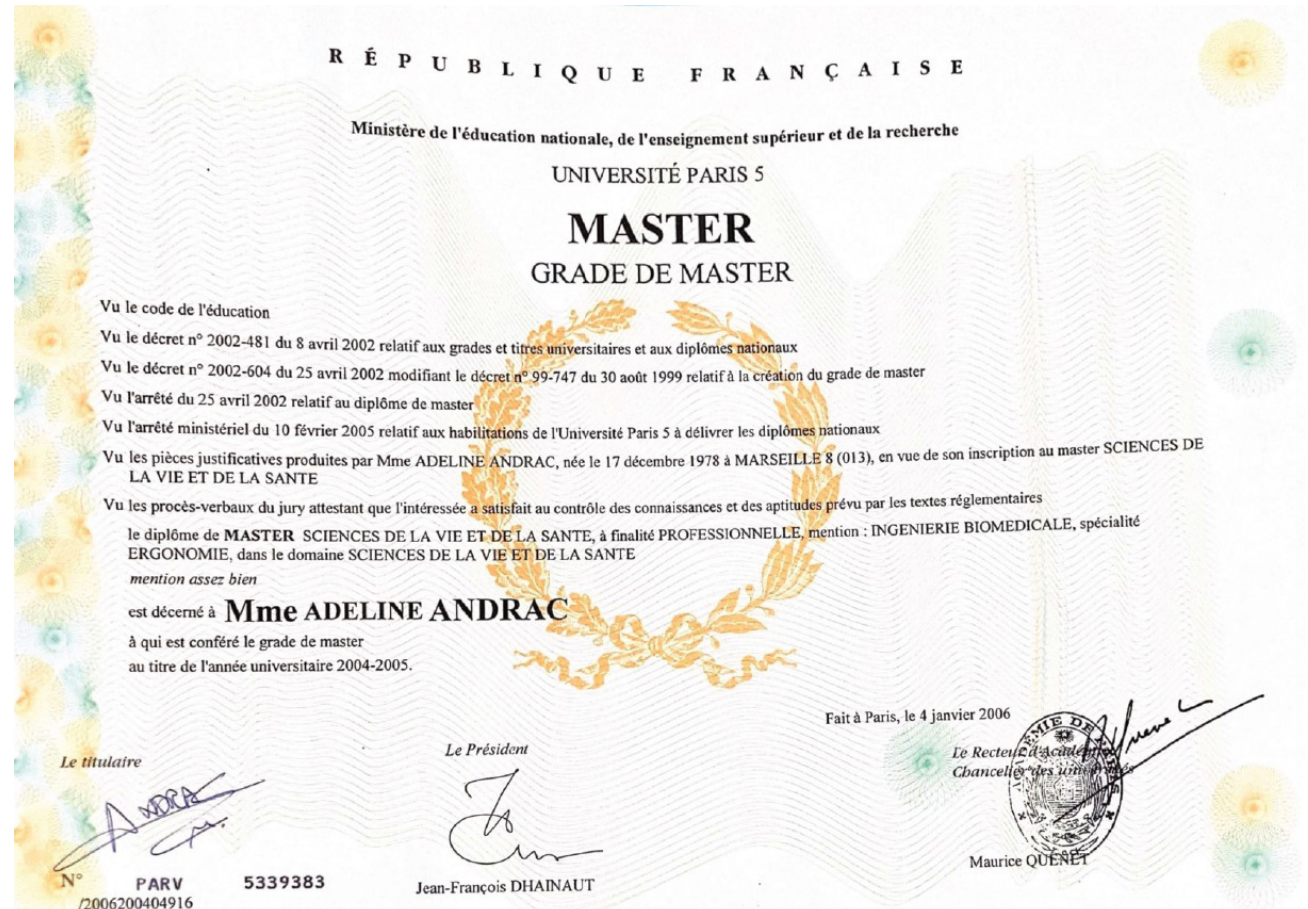 RÉPUBLIQUE FRANÇAISE
Ministère de l'éducation nationale, de l'enseignement supérieur et de la recherche
UNIVERSITÉ PARIS 5
MASTER
GRADE DE MASTER
Vu le code de l'éducation
Vu le décret n° 2002-481 du 8 avril 2002 relatif aux grades et titres universitaires et aux diplômes nationaux
Vu le décret n° 2002-604 du 25 avril 2002 modifiant le décret n° 99-747 du 30 août 1999 relatif à la création du grade de master
Vu l'arrêté du 25 avril 2002 relatif au diplôme de master
Vu l'arrêté ministériel du 10 février 2005 relatif aux habilitations de l'Université Paris 5 à délivrer les diplômes nationaux
Vu les pièces justificatives produites par Mme ADELINE ANDRAC, née le 17 décembre 1978 à MARSEILLE 8 (013), en vue de son inscription au master SCIENCES DE
LA VIE ET DE LA SANTE
Vu les procès-verbaux du jury attestant que l'intéressée a satisfait au contrôle des connaissances et des aptitudes prévu par les textes réglementaires
le diplôme de MASTER SCIENCES DE LA VIE ET DE LA SANTE, à finalité PROFESSIONNELLE, mention : INGENIERIE BIOMEDICALE, spécialité
ERGONOMIE, dans le domaine SCIENCES DE LA VIE ET DE LA SANTE
mention assez bien
est décerné à Mme ADELINE ANDRAC
à qui est conféré le grade de master
au titre de l'année universitaire 2004-2005.
Fait à Paris, le 4 janvier 2006
Le titulaire
Le Président
Le Recteur d'Académie
Chancelier des universités
ANDRAC
N° PARV 5339383
/2006200404916
Jean-François DHAINAUT
Maurice QUÉNET